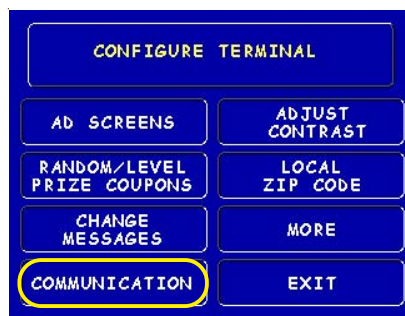 CONFIGURE TERMINAL
AD SCREENS
ADJUST
CONTRAST
RANDOM/LEVEL
PRIZE COUPONS
LOCAL
ZIP CODE
CHANGE
MESSAGES
MORE
COMMUNICATION
EXIT